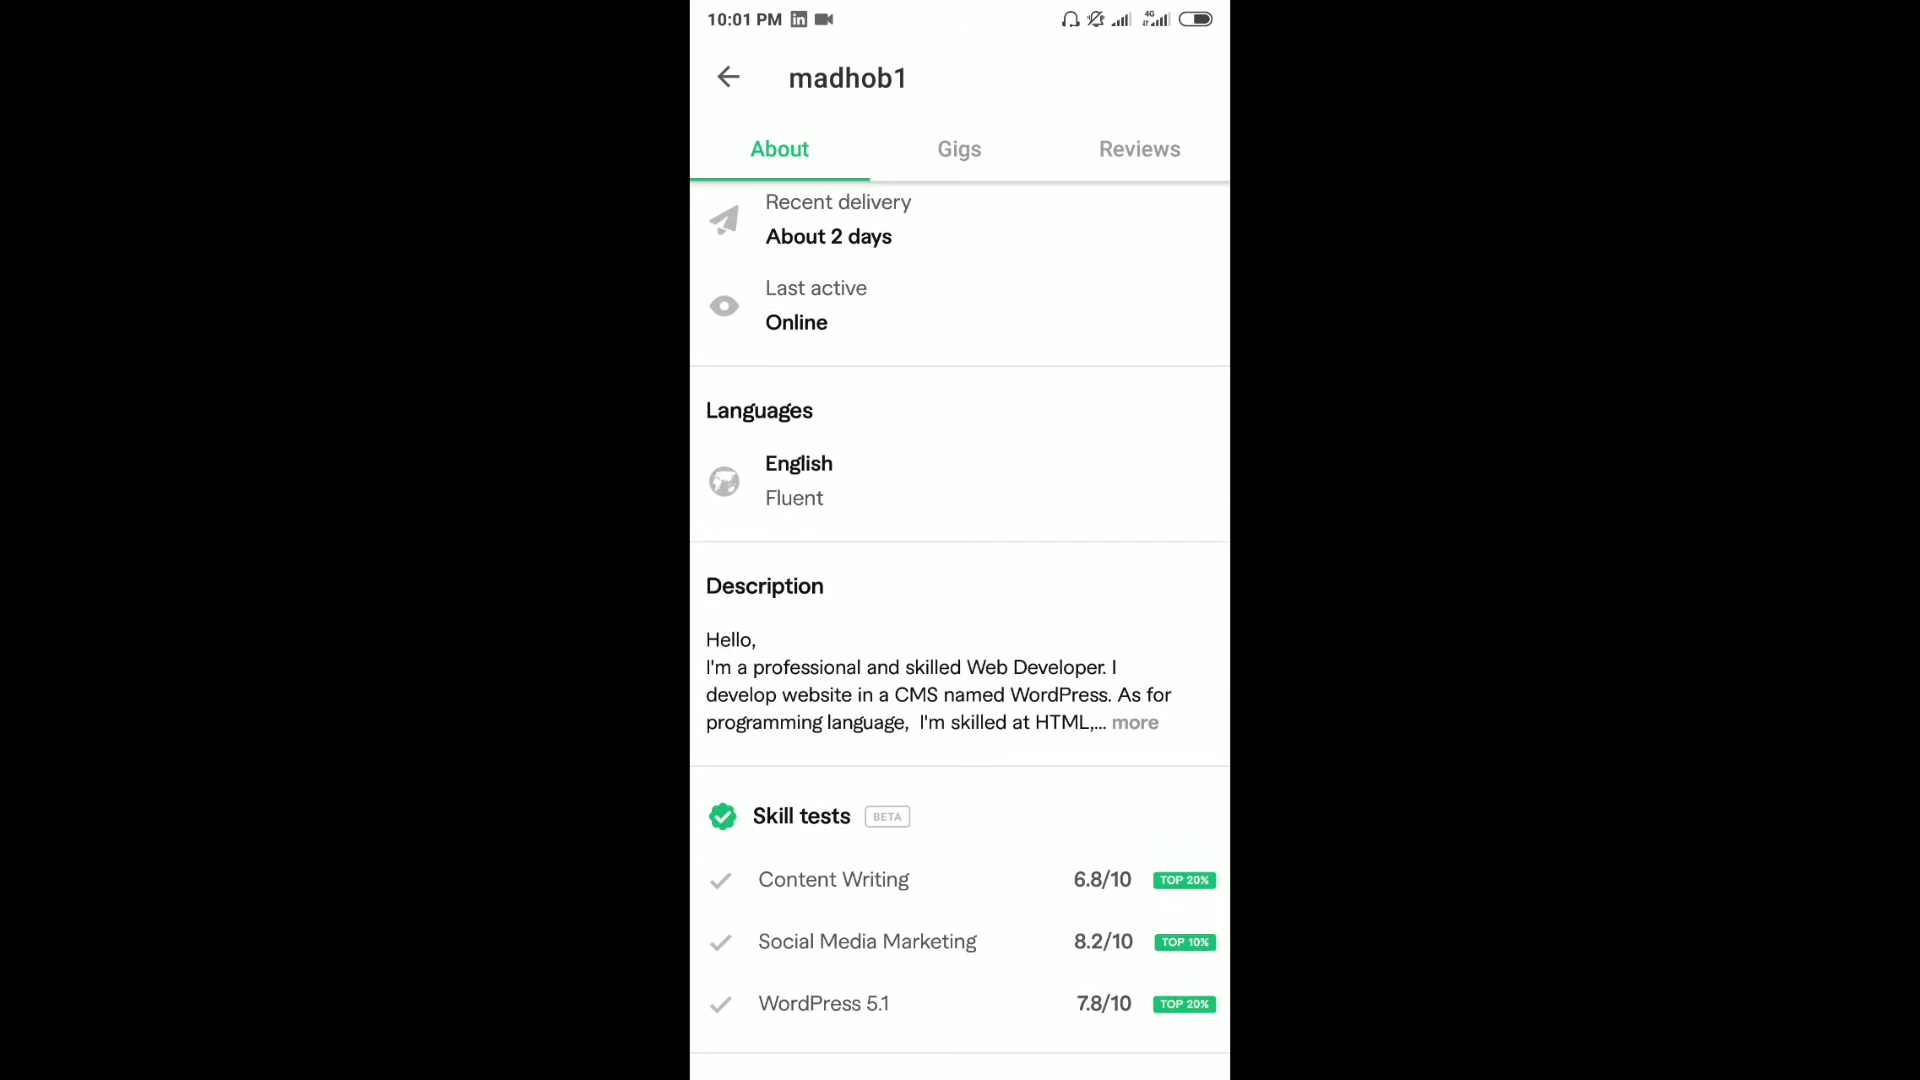 10:01 PM
4G
madhob1
About Gigs Reviews
Recent delivery
About 2 days
Last active
Online
Languages
English
Fluent
Description
Hello,
I'm a professional and skilled Web Developer. I
develop website in a CMS named WordPress. As for
programming language,  I'm skilled at HTML,... more
Skill tests BETA
Content Writing 6.8/10 TOP 20%
Social Media Marketing 8.2/10 TOP 10%
WordPress 5.1 7.8/10 TOP 20%